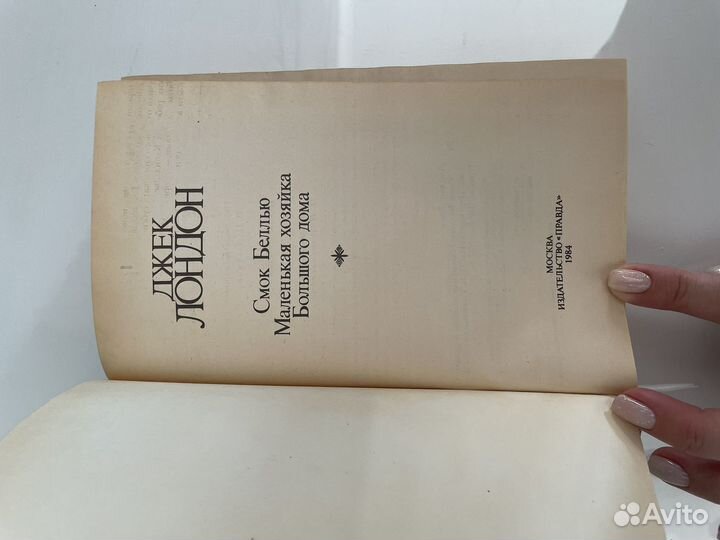 ДЖЕК
ЛОНДОН
Смок Беллью
Маленькая хозяйка
Большого дома
МОСКВА
ИЗДАТЕЛЬСТВО «ПРАВДА»
1984
Avito